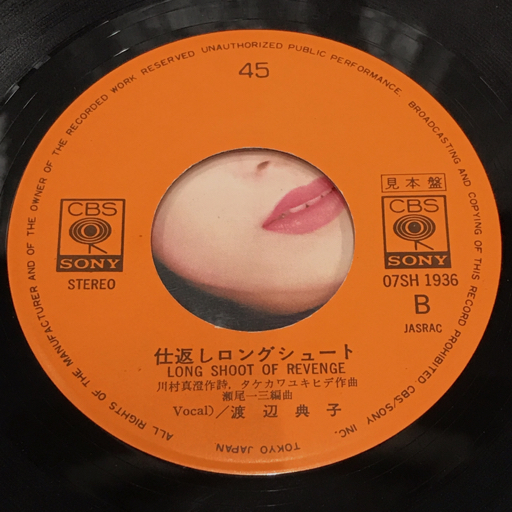 ALL RIGHTS OF THE MANUFACTURER AND OF THE OWNER OF THE RECORDED WORK RESERVED UNAUTHORIZED PUBLIC PERFORMANCE. BROADCASTING AND COPYING OF THIS RECORD PROHIBITED CBS/SONY INC. TOKYO JAPAN.
45
CBS
SONY
STEREO
見本盤
CBS
SONY
07SH 1936
B
JASRAC
仕返しロングシュート
LONG SHOOT OF REVENGE
川村真澄作詩, タケカワユキヒデ作曲
瀬尾一三編曲
Vocal)/渡辺典子